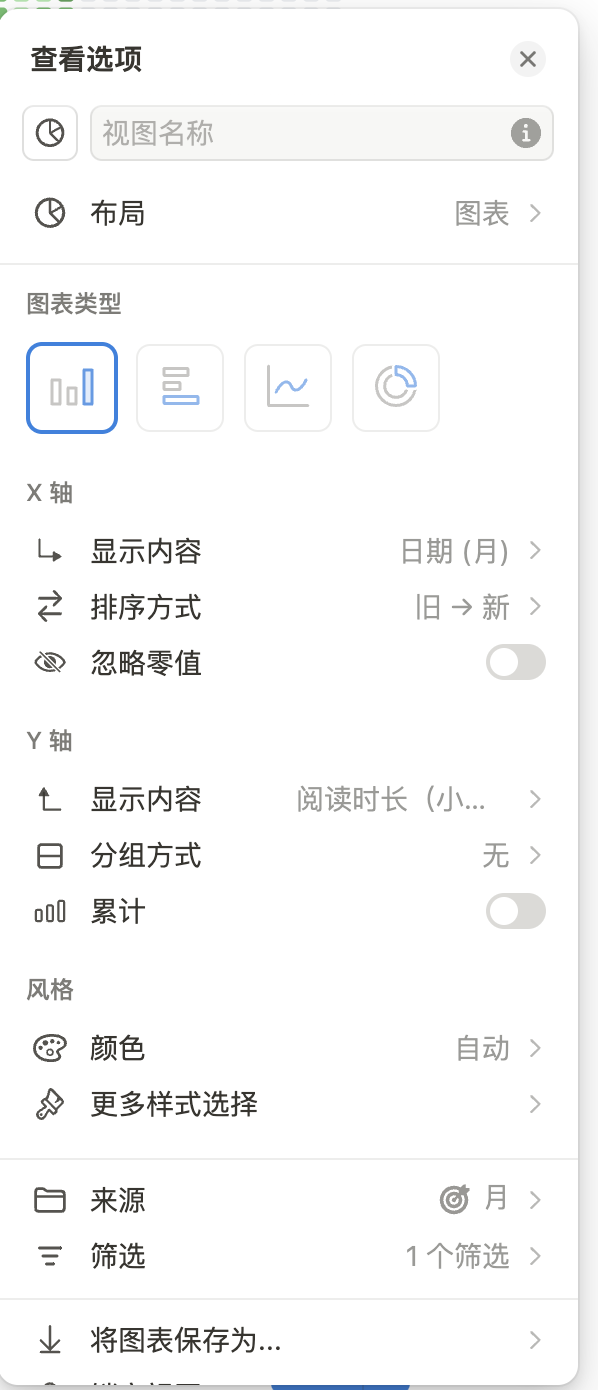 查看选项
视图名称
布局 图表
图表类型
X 轴
显示内容 日期 (月)
排序方式 旧 → 新
忽略零值
Y 轴
显示内容 阅读时长（小...
分组方式 无
累计
风格
颜色 自动
更多样式选择
来源 月
筛选 1 个筛选
将图表保存为...